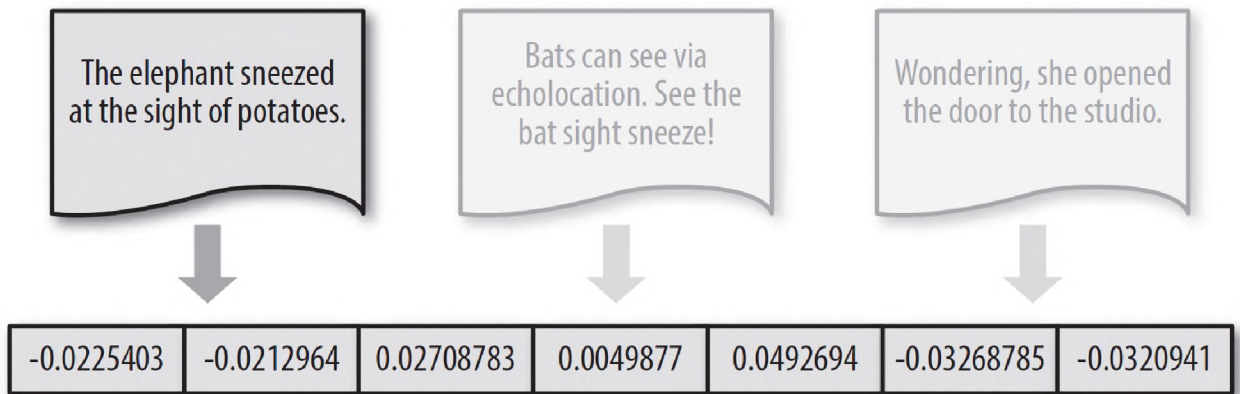 The elephant sneezed
at the sight of potatoes.
Bats can see via
echolocation. See the
bat sight sneeze!
Wondering, she opened
the door to the studio.
-0.0225403 -0.0212964 0.02708783 0.0049877 0.0492694 -0.03268785 -0.0320941